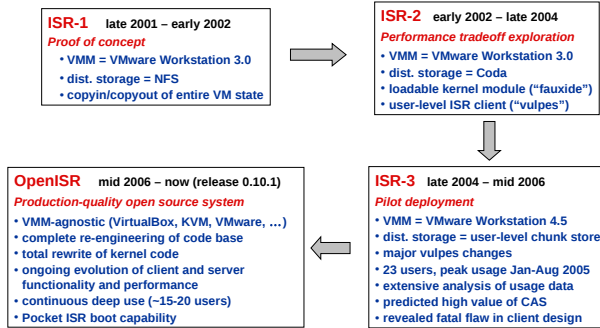 ISR-1 late 2001 – early 2002
Proof of concept
• VMM = VMware Workstation 3.0
• dist. storage = NFS
• copyin/copyout of entire VM state
ISR-2 early 2002 – late 2004
Performance tradeoff exploration
• VMM = VMware Workstation 3.0
• dist. storage = Coda
• loadable kernel module (“fauxide”)
• user-level ISR client (“vulpes”)
ISR-3 late 2004 – mid 2006
Pilot deployment
• VMM = VMware Workstation 4.5
• dist. storage = user-level chunk store
• major vulpes changes
• 23 users, peak usage Jan-Aug 2005
• extensive analysis of usage data
• predicted high value of CAS
• revealed fatal flaw in client design
OpenISR mid 2006 – now (release 0.10.1)
Production-quality open source system
• VMM-agnostic (VirtualBox, KVM, VMware, …)
• complete re-engineering of code base
• total rewrite of kernel code
• ongoing evolution of client and server
functionality and performance
• continuous deep use (~15-20 users)
• Pocket ISR boot capability